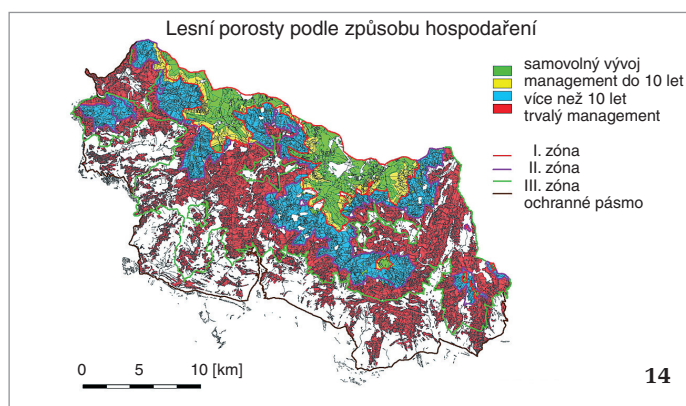 Lesní porosty podle způsobu hospodaření
samovolný vývoj
management do 10 let
více než 10 let
trvalý management
I. zóna
II. zóna
III. zóna
ochranné pásmo
0 5 10 [km]
14